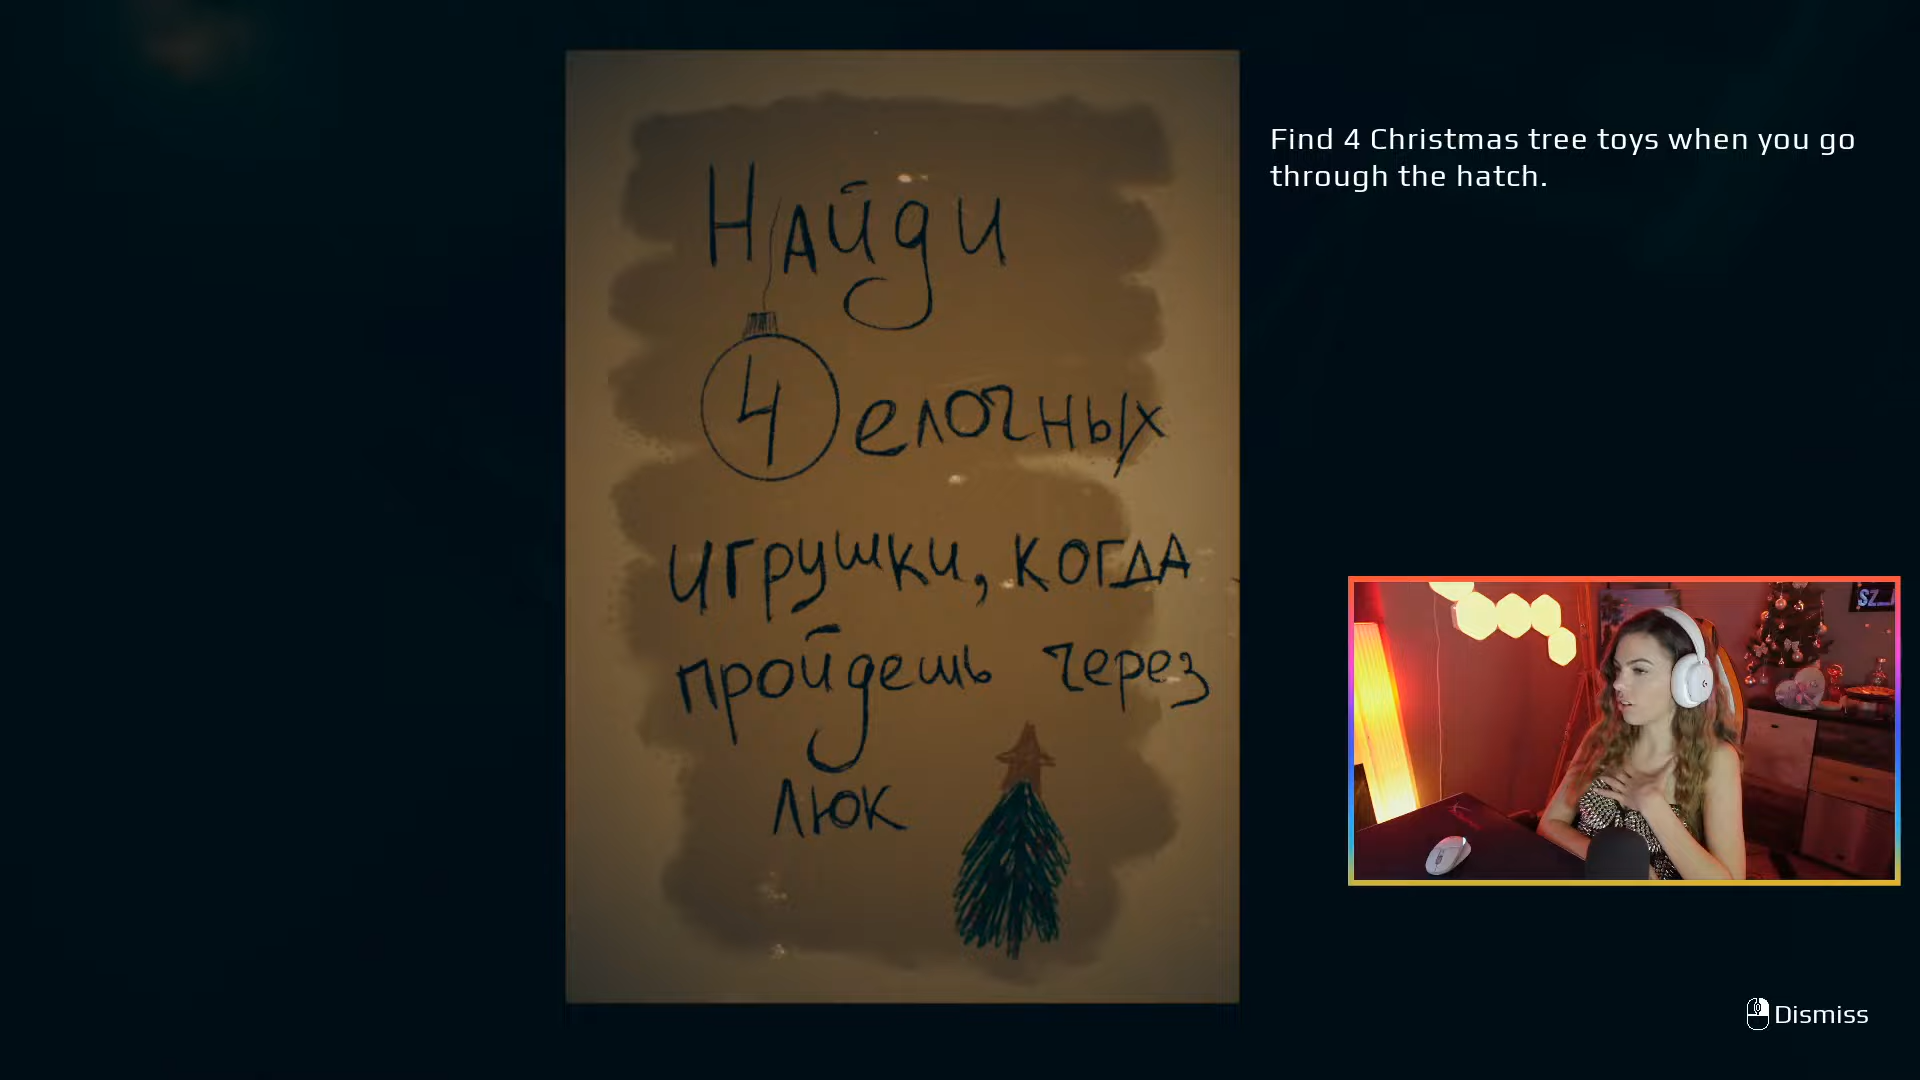 Найди
4 елочных
игрушки, когда
пройдешь через
люк
Find 4 Christmas tree toys when you go
through the hatch.
SZ_
Dismiss